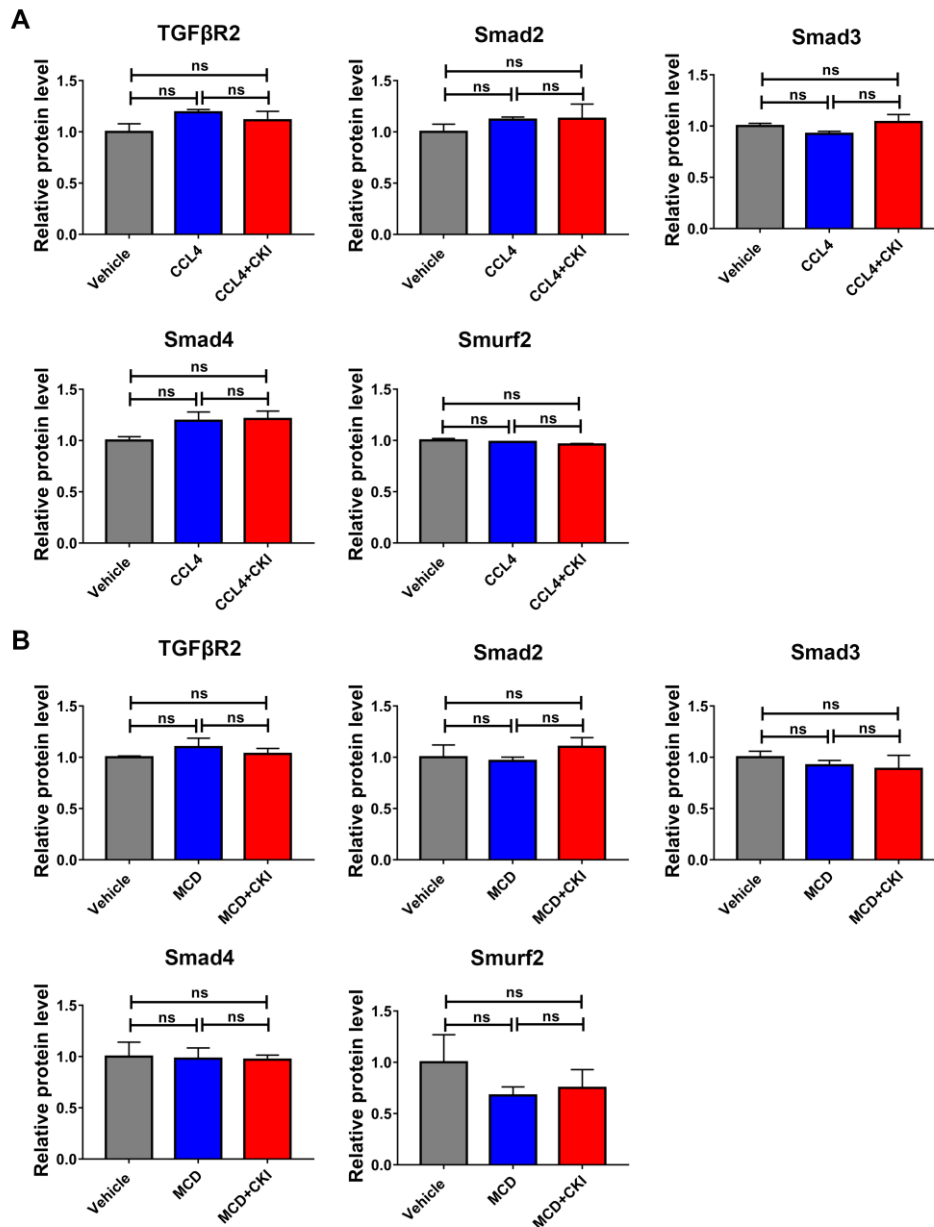 A
TGFβR2
Relative protein level
1.5
1.0
0.5
0.0
ns
ns
ns
Vehicle
CCL4
CCL4+CKI
Smad2
Relative protein level
1.5
1.0
0.5
0.0
ns
ns
ns
Vehicle
CCL4
CCL4+CKI
Smad3
Relative protein level
1.5
1.0
0.5
0.0
ns
ns
ns
Vehicle
CCL4
CCL4+CKI
Smad4
Relative protein level
1.5
1.0
0.5
0.0
ns
ns
ns
Vehicle
CCL4
CCL4+CKI
Smurf2
Relative protein level
1.5
1.0
0.5
0.0
ns
ns
ns
Vehicle
CCL4
CCL4+CKI
B
TGFβR2
Relative protein level
1.5
1.0
0.5
0.0
ns
ns
ns
Vehicle
MCD
MCD+CKI
Smad2
Relative protein level
1.5
1.0
0.5
0.0
ns
ns
ns
Vehicle
MCD
MCD+CKI
Smad3
Relative protein level
1.5
1.0
0.5
0.0
ns
ns
ns
Vehicle
MCD
MCD+CKI
Smad4
Relative protein level
1.5
1.0
0.5
0.0
ns
ns
ns
Vehicle
MCD
MCD+CKI
Smurf2
Relative protein level
1.5
1.0
0.5
0.0
ns
ns
ns
Vehicle
MCD
MCD+CKI